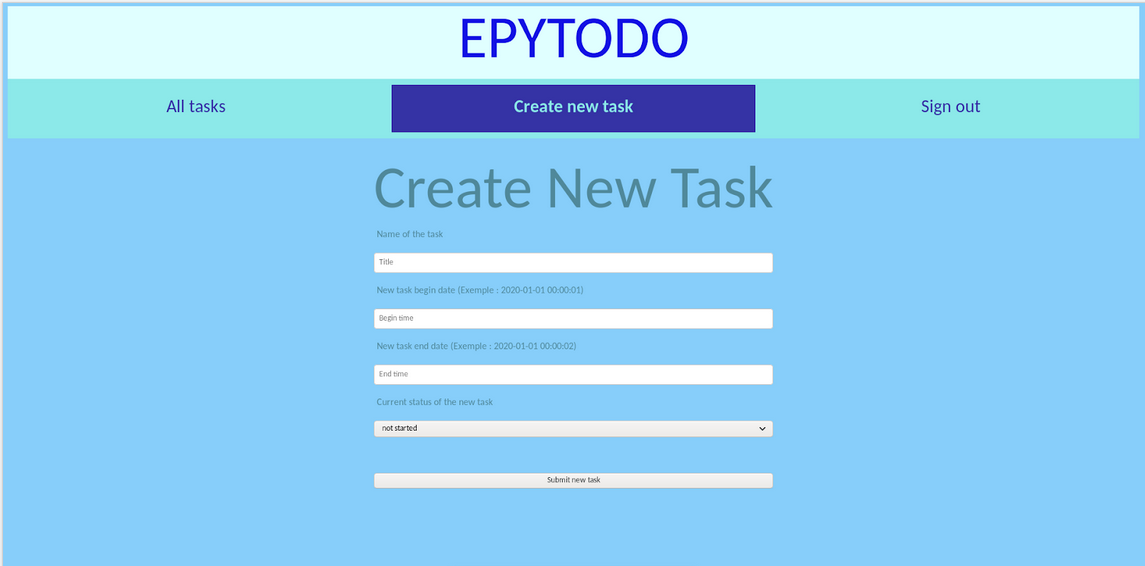 EPYTODO
All tasks Create new task Sign out
Create New Task
Name of the task
Title
New task begin date (Exemple : 2020-01-01 00:00:01)
Begin time
New task end date (Exemple : 2020-01-01 00:00:02)
End time
Current status of the new task
not started
Submit new task